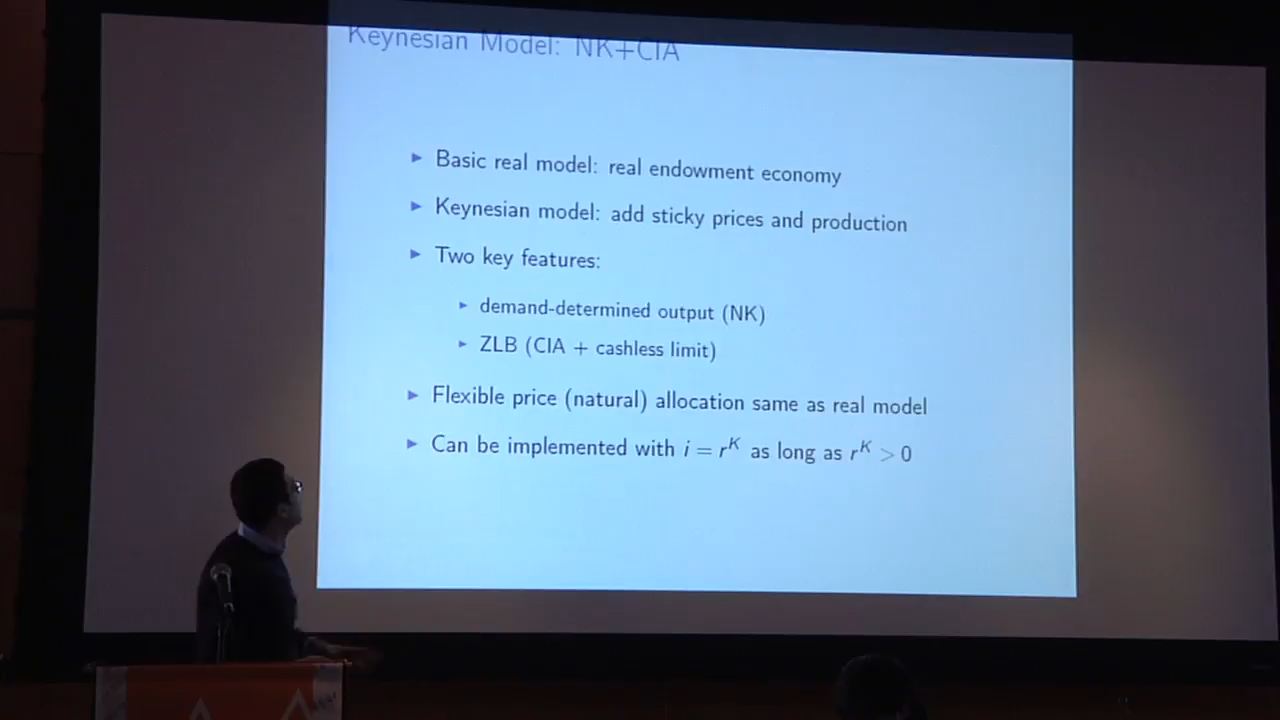 Keynesian Model: NK+CIA
▶ Basic real model: real endowment economy
▶ Keynesian model: add sticky prices and production
▶ Two key features:
▶ demand-determined output (NK)
▶ ZLB (CIA + cashless limit)
▶ Flexible price (natural) allocation same as real model
▶ Can be implemented with i = r^K as long as r^K > 0